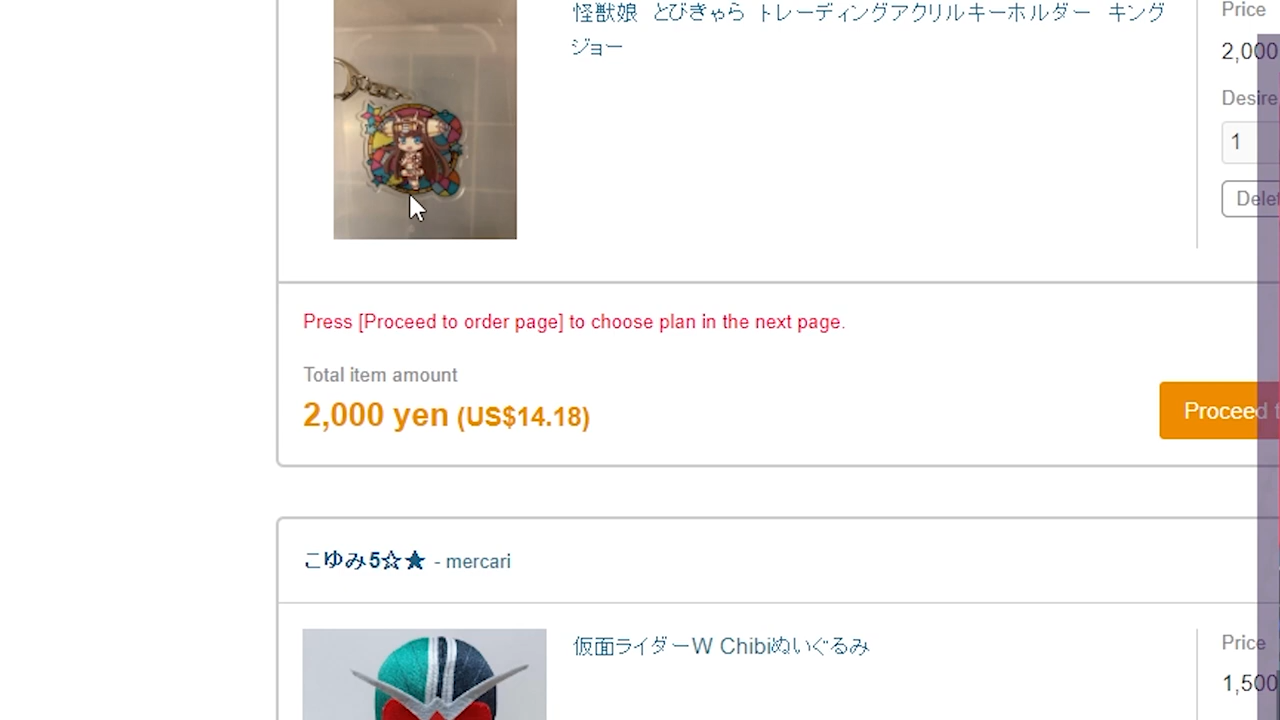 怪獣娘 とびきゃら トレーディングアクリルキーホルダー キング
ジョー
Price
2,000
Desire
1
Delet
Press [Proceed to order page] to choose plan in the next page.
Total item amount
2,000 yen (US$14.18)
Proceed t
こゆみ5☆★ - mercari
仮面ライダーW Chibiぬいぐるみ
Price
1,500